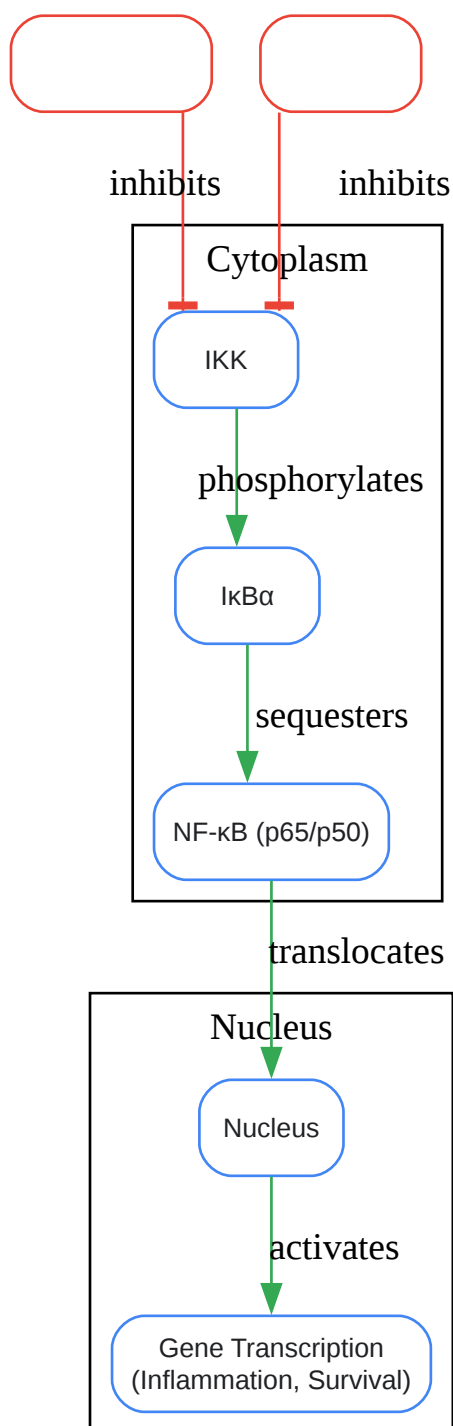 inhibits
inhibits
Cytoplasm
IKK
phosphorylates
IκBα
sequesters
NF-κB (p65/p50)
translocates
Nucleus
Nucleus
activates
Gene Transcription
(Inflammation, Survival)